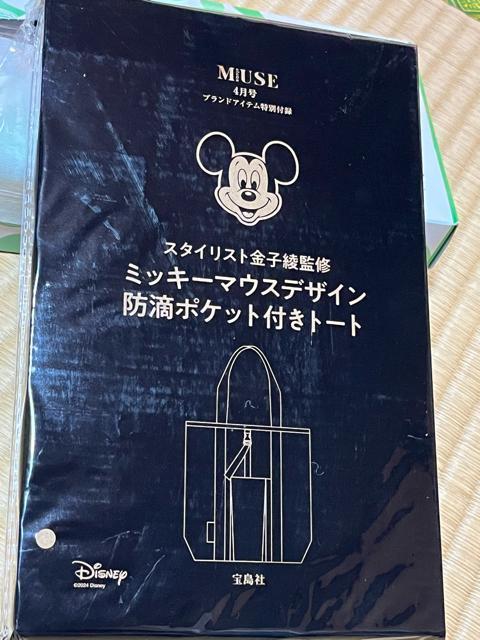 MUSE
4月号
ブランドアイテム特別付録
スタイリスト金子綾監修
ミッキーマウスデザイン
防滴ポケット付きトート
Disney
©2024 Disney
宝島社